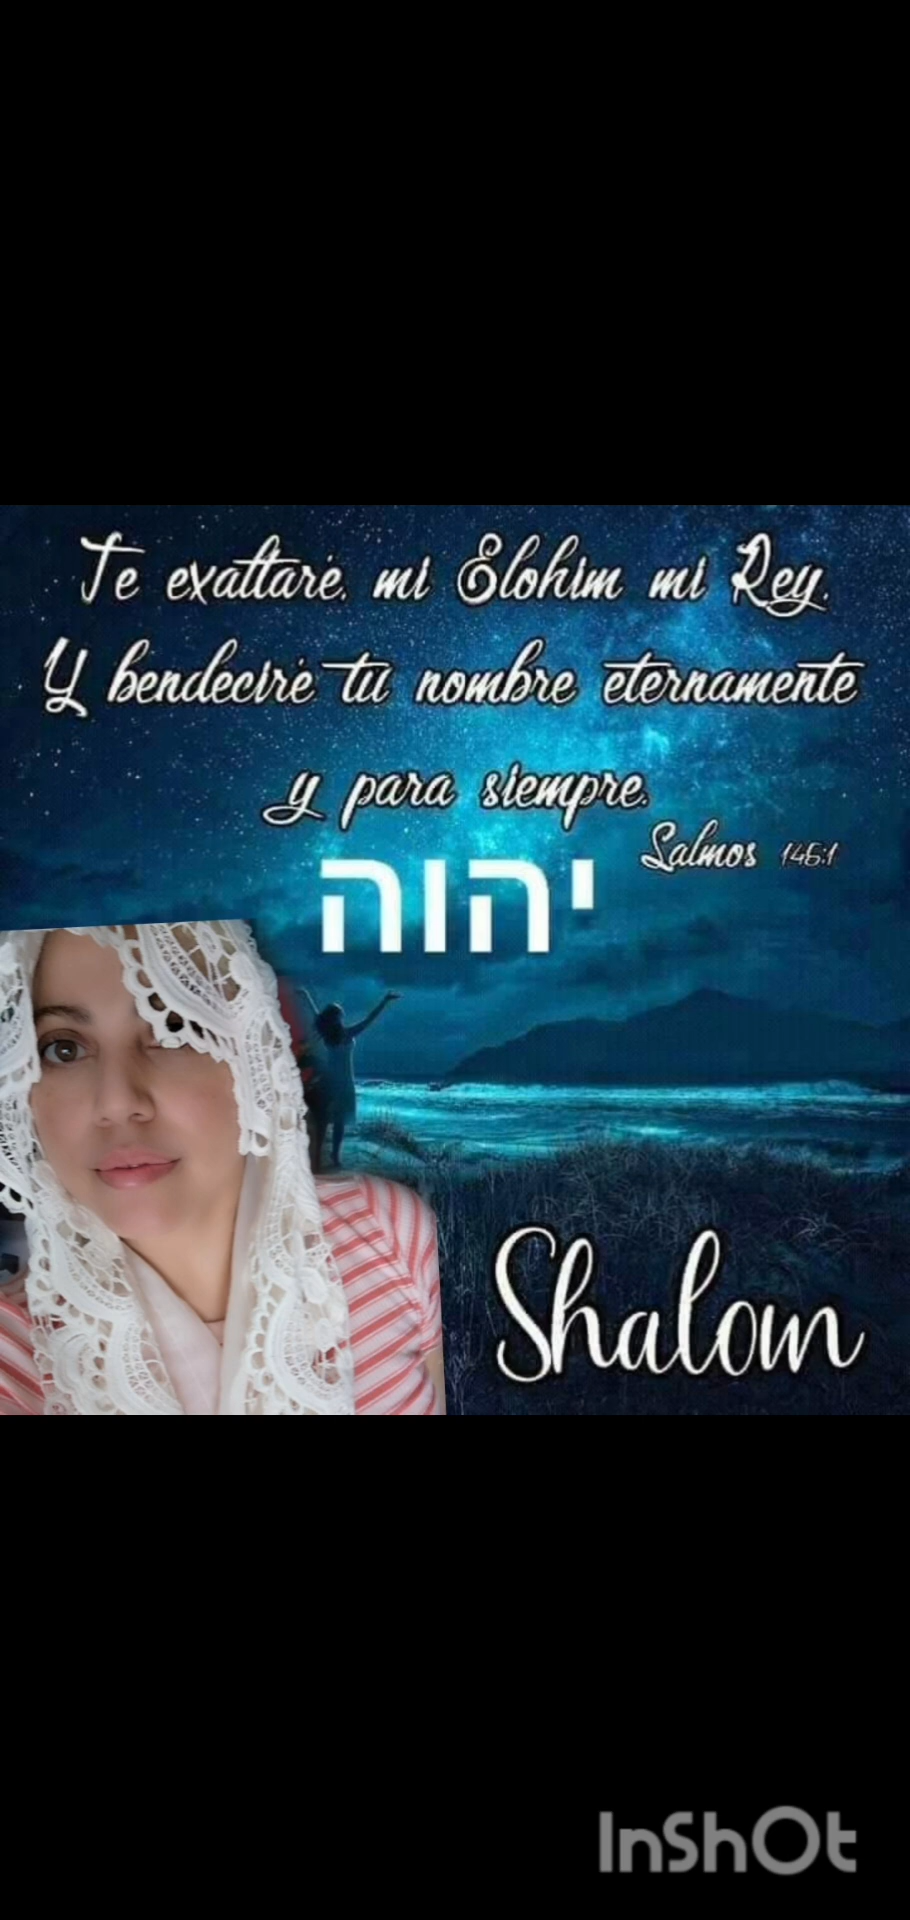 Te exaltaré, mi Elohim mi Rey,
Y bendeciré tu nombre eternamente
y para siempre.
Salmos 145:1
יהוה
Shalom
InShOt